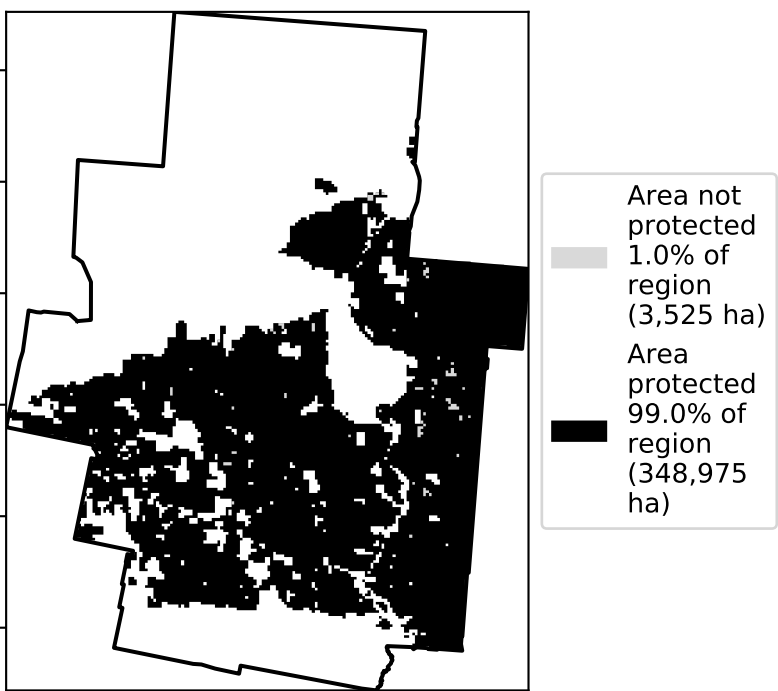 Area not
protected
1.0% of
region
(3,525 ha)
Area
protected
99.0% of
region
(348,975
ha)